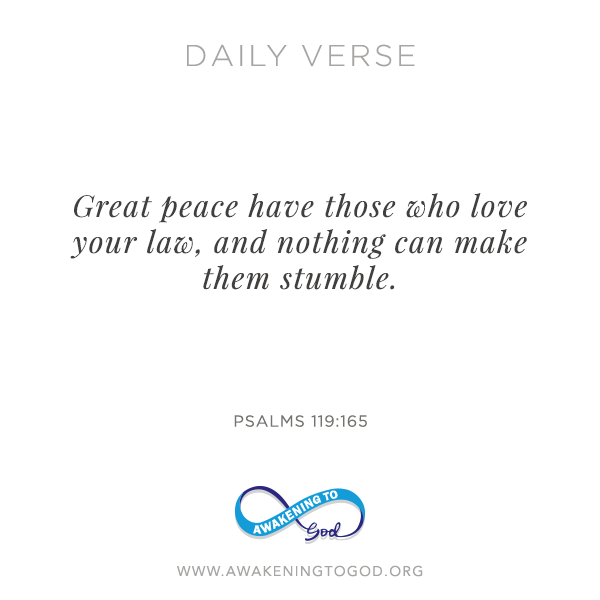 DAILY VERSE
Great peace have those who love
your law, and nothing can make
them stumble.
PSALMS 119:165
AWAKENING TO
God
WWW.AWAKENINGTOGOD.ORG